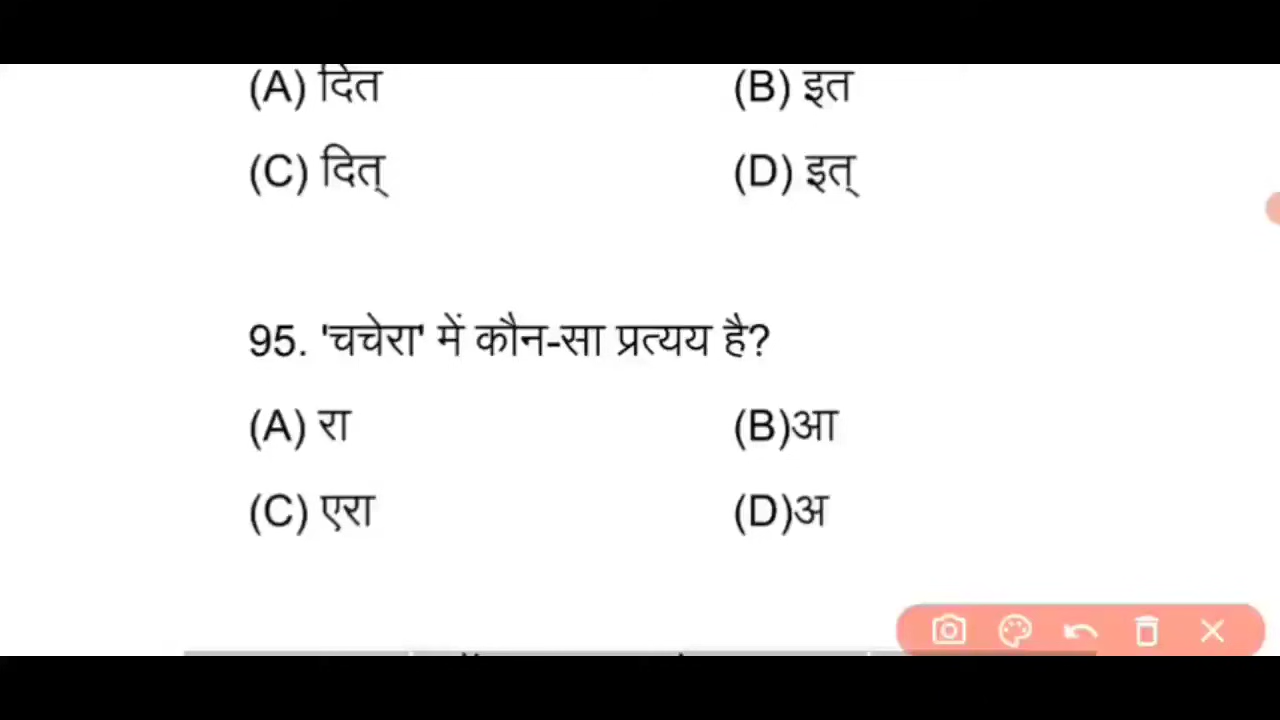 (A) दित (B) इत
(C) दित् (D) इत्
95. 'चचेरा' में कौन-सा प्रत्यय है?
(A) रा (B)आ
(C) एरा (D)अ